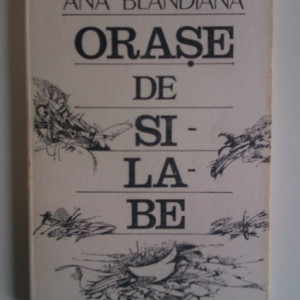 ANA BLANDIANA
ORAȘE
DE
SI-
LA-
BE